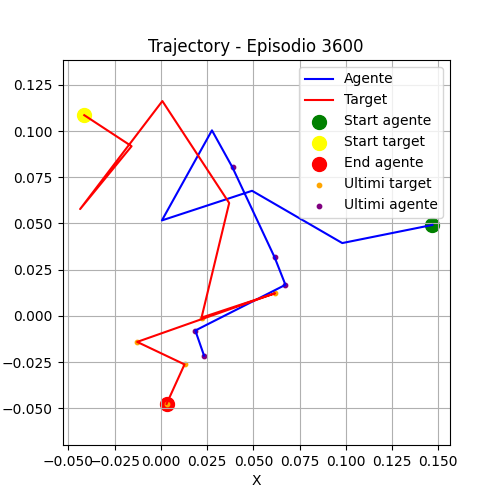 Trajectory - Episodio 3600
Agente
Target
Start agente
Start target
End agente
Ultimi target
Ultimi agente
0.125
0.100
0.075
0.050
0.025
0.000
−0.025
−0.050
−0.050 −0.025 0.000 0.025 0.050 0.075 0.100 0.125 0.150
X